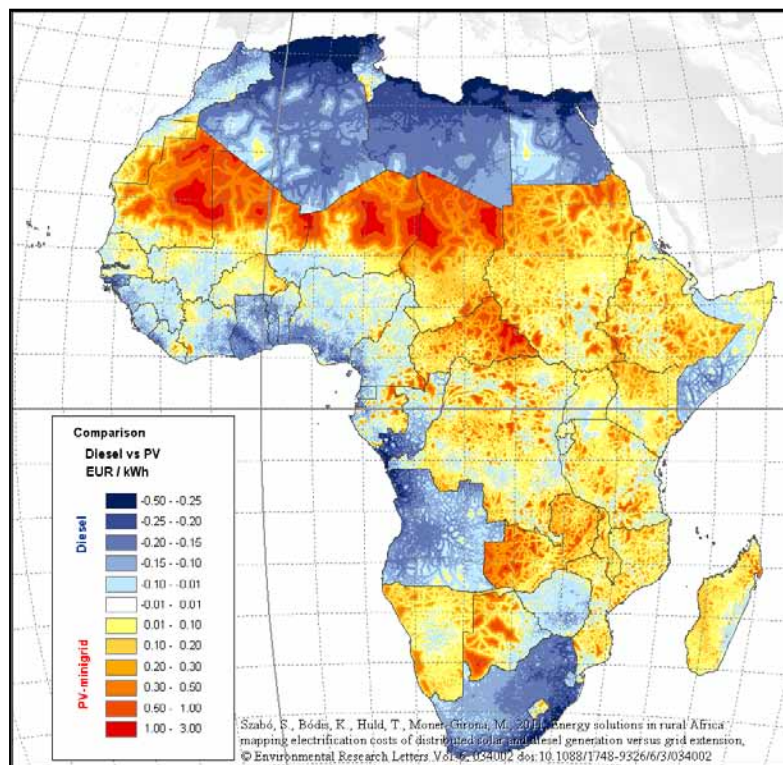 Comparison
Diesel vs PV
EUR / kWh
Diesel
-0.50 - -0.25
-0.25 - -0.20
-0.20 - -0.15
-0.15 - -0.10
-0.10 - -0.01
-0.01 - 0.01
0.01 - 0.10
0.10 - 0.20
0.20 - 0.30
0.30 - 0.50
0.50 - 1.00
1.00 - 3.00
PV-minigrid
Szabó, S., Bódis, K., Huld, T., Moner-Girona, M., Energy solutions in rural Africa
mapping electrification costs of distributed solar and diesel generation versus grid extension,
© Environmental Research Letters Vol. 6, 034002 doi:10.1088/1748-9326/6/3/034002